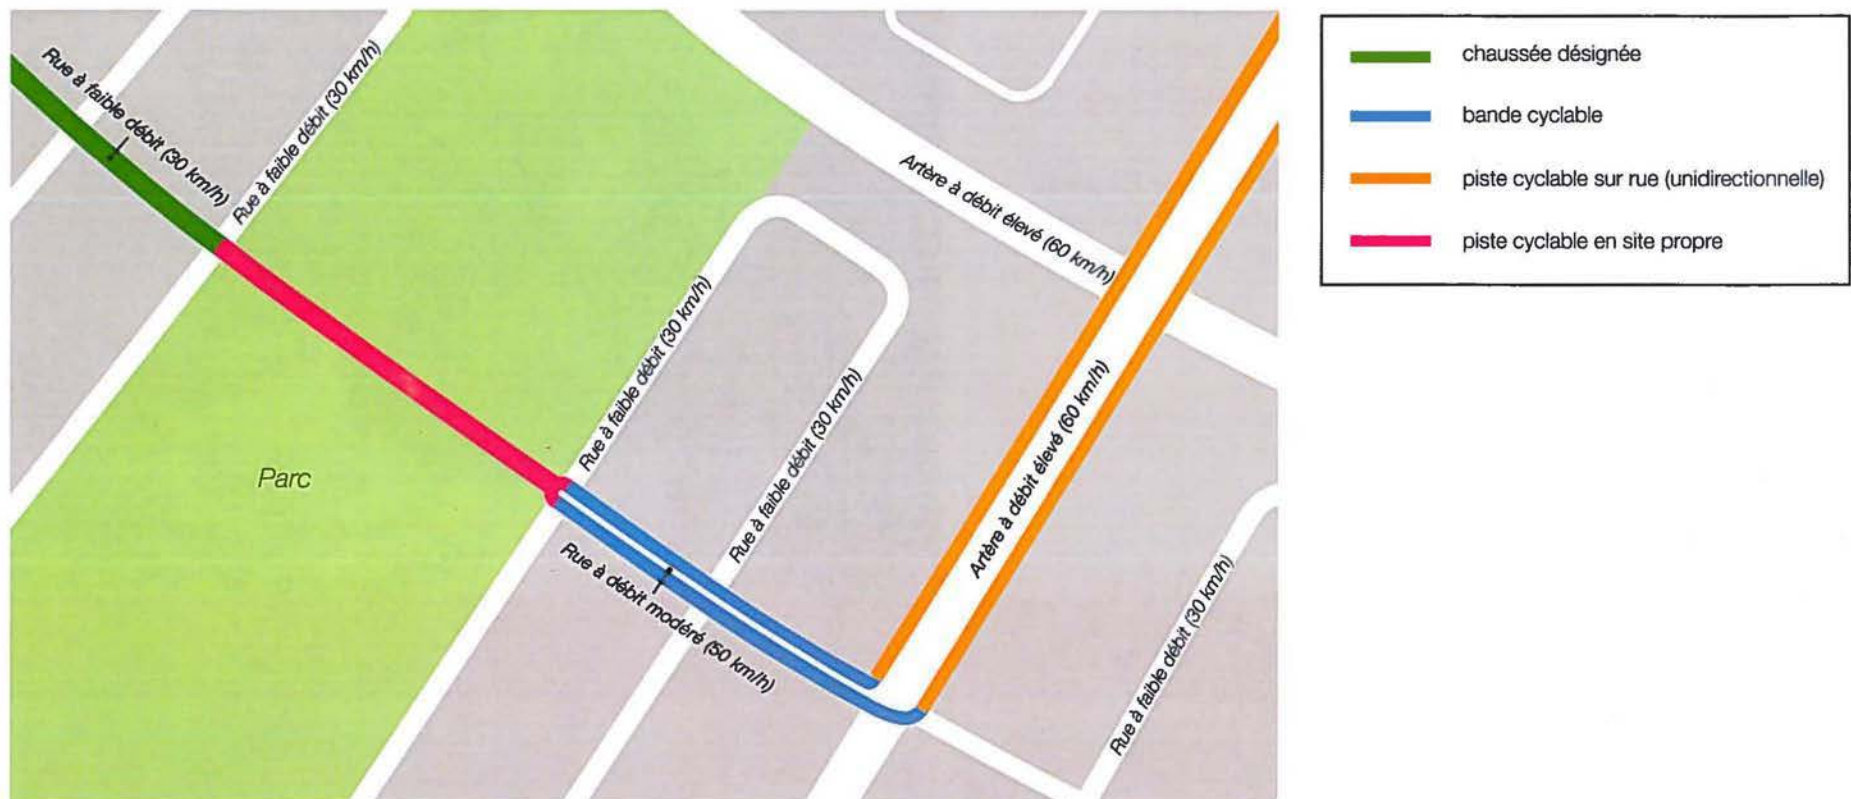 Rue à faible débit (30 km/h)
Rue à faible débit (30 km/h)
Artère à débit élevé (60 km/h)
Rue à faible débit (30 km/h)
Rue à faible débit (30 km/h)
Artère à débit élevé (60 km/h)
Parc
Rue à débit modéré (50 km/h)
Rue à faible débit (30 km/h)
chaussée désignée
bande cyclable
piste cyclable sur rue (unidirectionnelle)
piste cyclable en site propre